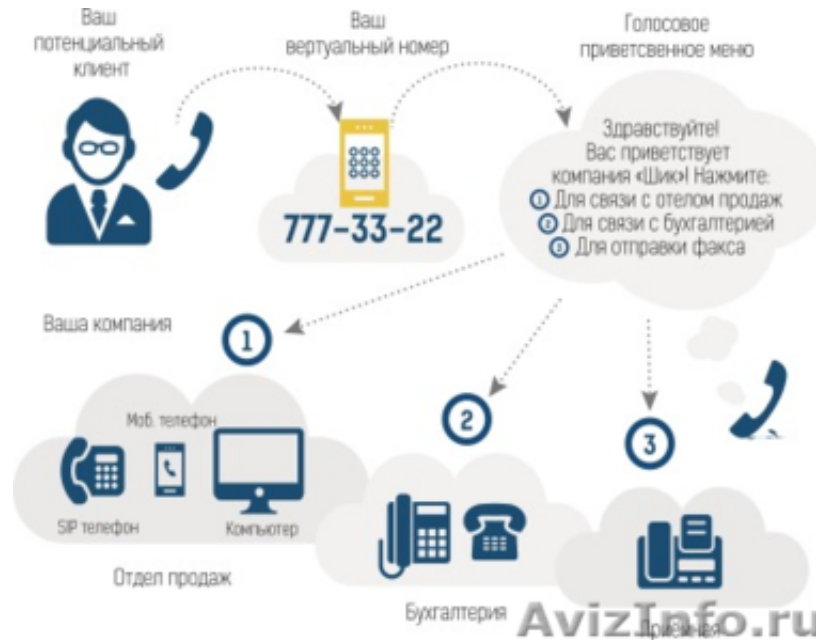 Ваш
потенциальный
клиент
Ваш
вертуальный номер
Голосовое
приветсвенное меню
777-33-22
Здравствуйте!
Вас приветствует
компания «Шик»! Нажмите:
1 Для связи с отелом продаж
2 Для связи с бухгалтерией
3 Для отправки факса
Ваша компания
1
2
3
Моб. телефон
SIP телефон
Компьютер
Отдел продаж
Бухгалтерия
Приемная
AvizInfo.ru